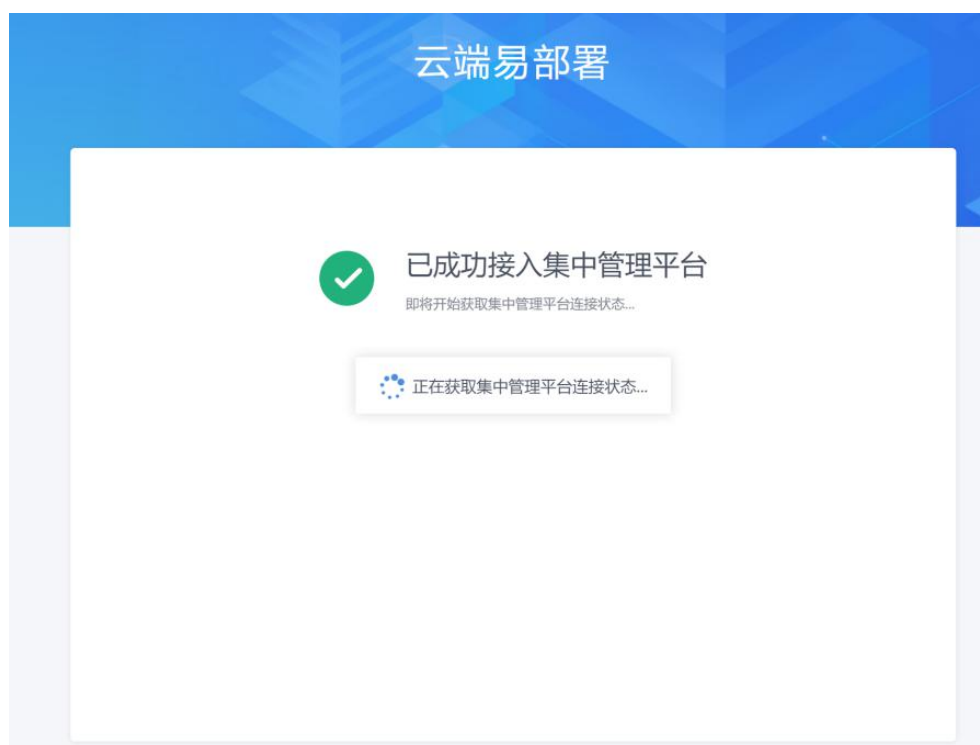 云端易部署
已成功接入集中管理平台
即将开始获取集中管理平台连接状态...
正在获取集中管理平台连接状态...